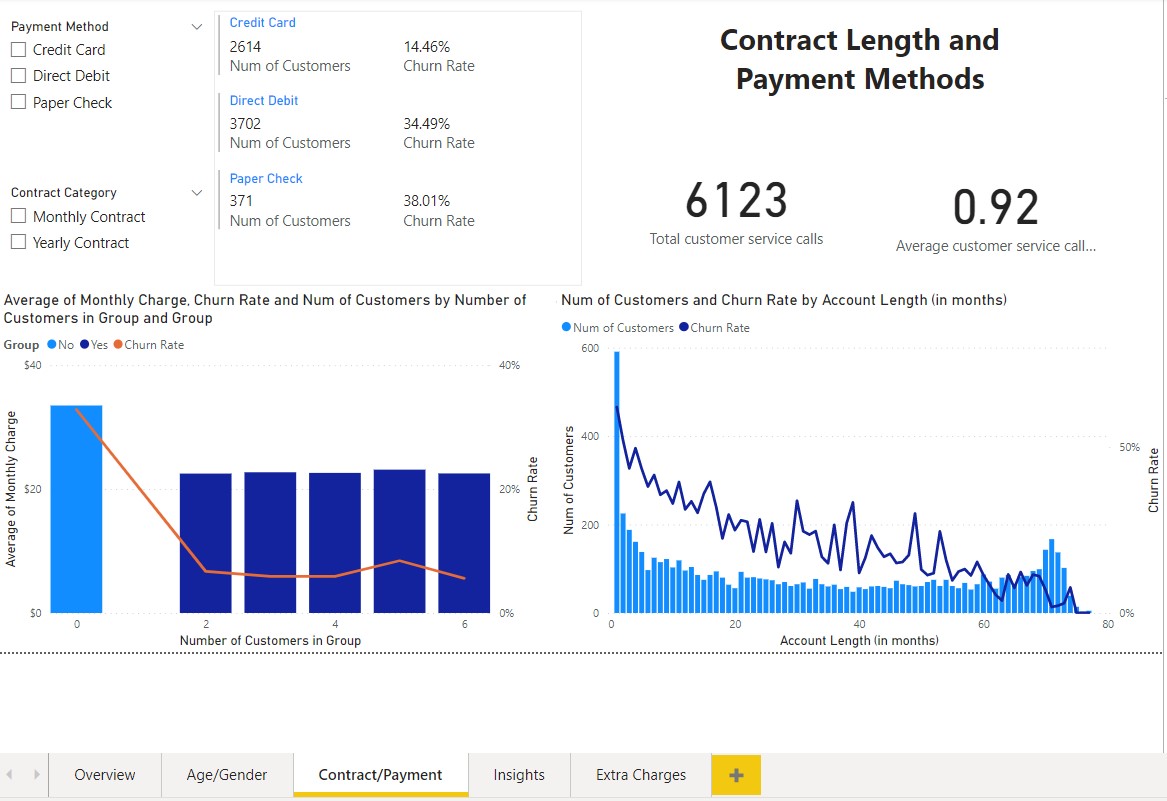 Payment Method
Credit Card
Direct Debit
Paper Check
Contract Category
Monthly Contract
Yearly Contract
Credit Card
2614 14.46%
Num of Customers Churn Rate
Direct Debit
3702 34.49%
Num of Customers Churn Rate
Paper Check
371 38.01%
Num of Customers Churn Rate
Contract Length and
Payment Methods
6123
Total customer service calls
0.92
Average customer service call...
Average of Monthly Charge, Churn Rate and Num of Customers by Number of
Customers in Group and Group
Group No Yes Churn Rate
$40 40%
$20 20%
$0 0%
Average of Monthly Charge
Churn Rate
0 2 4 6
Number of Customers in Group
Num of Customers and Churn Rate by Account Length (in months)
Num of Customers Churn Rate
600
400
50%
200
0 0%
Num of Customers
Churn Rate
0 20 40 60 80
Account Length (in months)
Overview Age/Gender Contract/Payment Insights Extra Charges +